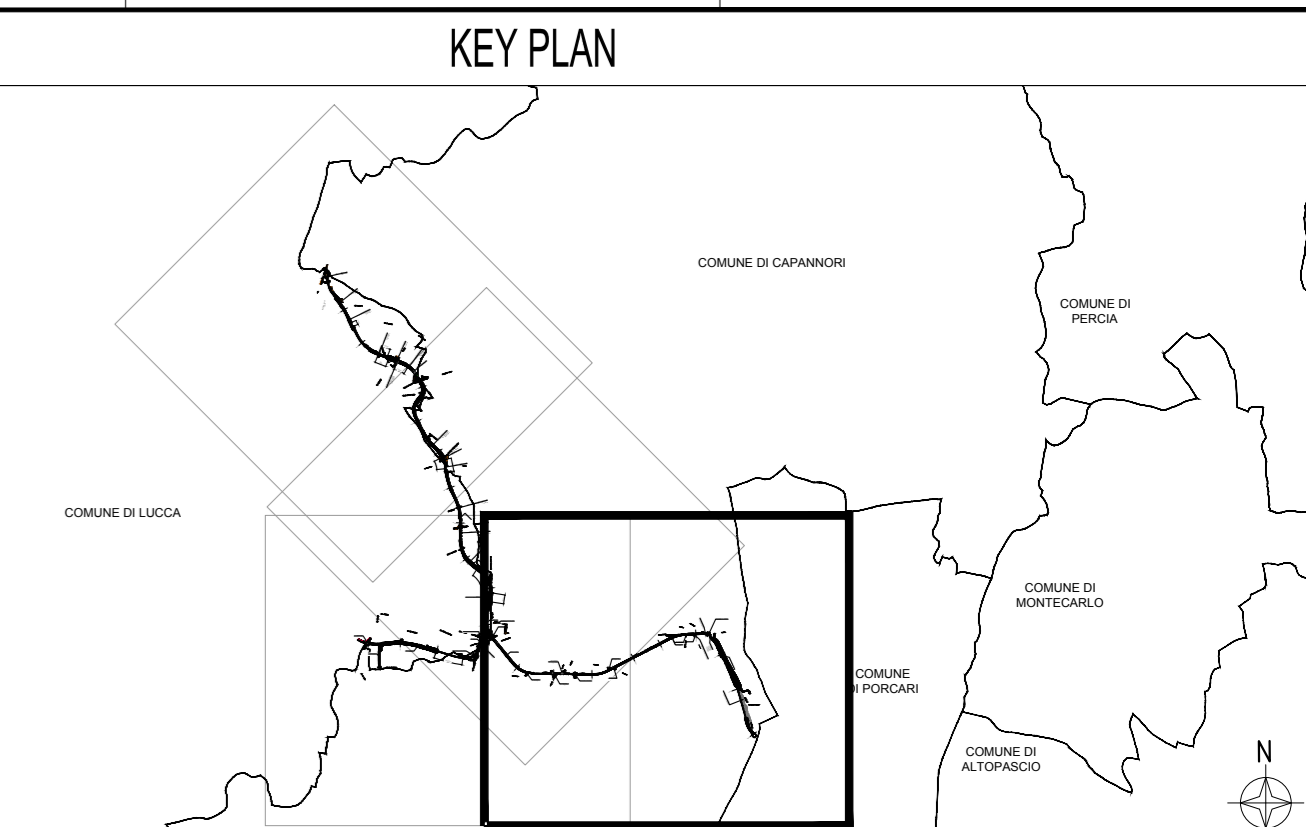 KEY PLAN
COMUNE DI CAPANNORI
COMUNE DI
PERCIA
COMUNE DI LUCCA
COMUNE DI
MONTECARLO
COMUNE
DI PORCARI
COMUNE DI
ALTOPASCIO
N